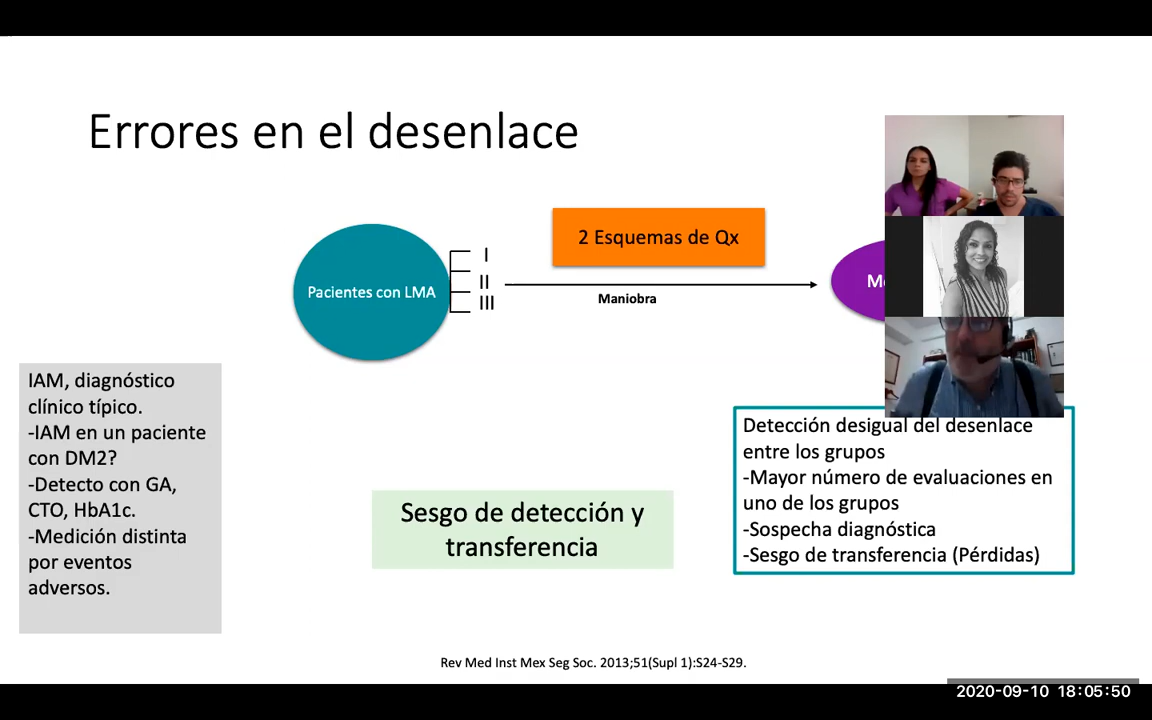 Errores en el desenlace
2 Esquemas de Qx
I
Pacientes con LMA
II
III
Maniobra
IAM, diagnóstico
clínico típico.
-IAM en un paciente
con DM2?
-Detecto con GA,
CTO, HbA1c.
-Medición distinta
por eventos
adversos.
Sesgo de detección y
transferencia
Detección desigual del desenlace
entre los grupos
-Mayor número de evaluaciones en
uno de los grupos
-Sospecha diagnóstica
-Sesgo de transferencia (Pérdidas)
Rev Med Inst Mex Seg Soc. 2013;51(Supl 1):S24-S29.
2020-09-10 18:05:50